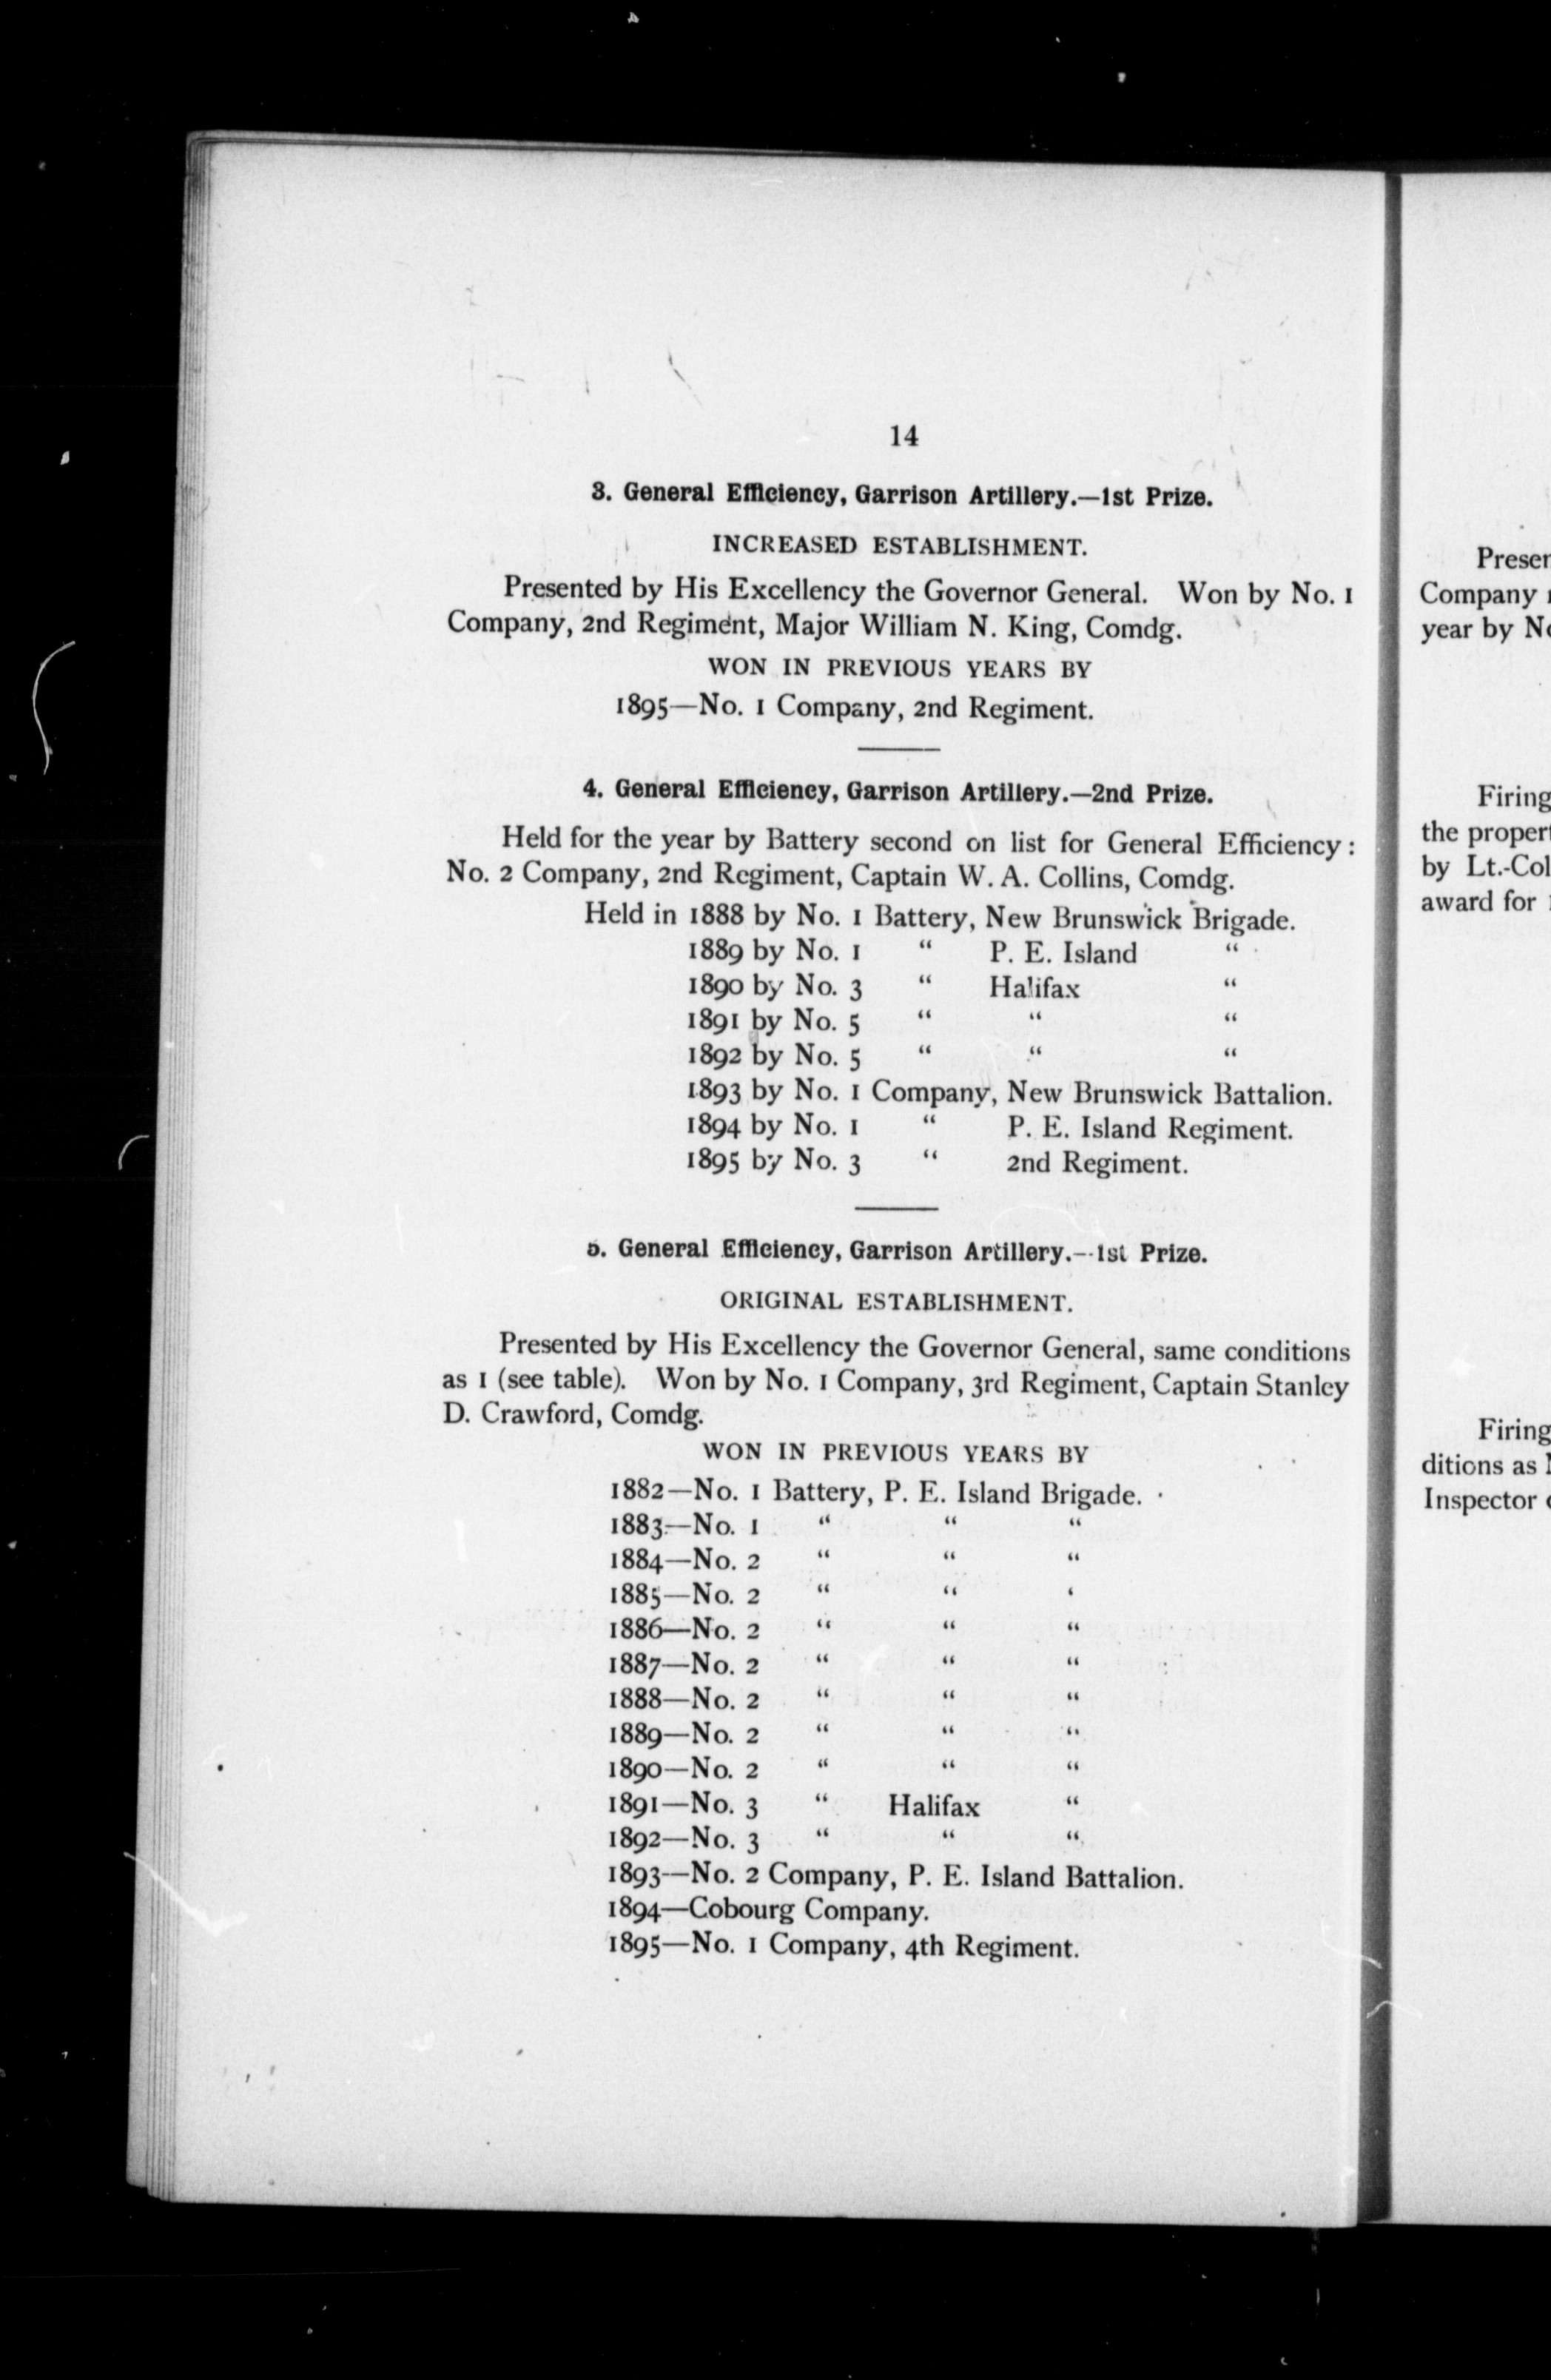 14
3. General Efficiency, Garrison Artillery.—1st Prize.
INCREASED ESTABLISHMENT.
Presented by His Excellency the Governor General. Won by No. 1
Company, 2nd Regiment, Major William N. King, Comdg.
WON IN PREVIOUS YEARS BY
1895—No. 1 Company, 2nd Regiment.
4. General Efficiency, Garrison Artillery.—2nd Prize.
Held for the year by Battery second on list for General Efficiency:
No. 2 Company, 2nd Regiment, Captain W. A. Collins, Comdg.
Held in 1888 by No. 1 Battery, New Brunswick Brigade.
1889 by No. 1 “ P. E. Island “
1890 by No. 3 “ Halifax “
1891 by No. 5 “ “ “
1892 by No. 5 “ “ “
1893 by No. 1 Company, New Brunswick Battalion.
1894 by No. 1 “ P. E. Island Regiment.
1895 by No. 3 “ 2nd Regiment.
5. General Efficiency, Garrison Artillery.—1st Prize.
ORIGINAL ESTABLISHMENT.
Presented by His Excellency the Governor General, same conditions
as 1 (see table). Won by No. 1 Company, 3rd Regiment, Captain Stanley
D. Crawford, Comdg.
WON IN PREVIOUS YEARS BY
1882—No. 1 Battery, P. E. Island Brigade.
1883—No. 1 “ “ “
1884—No. 2 “ “ “
1885—No. 2 “ “ ‘
1886—No. 2 “ “ “
1887—No. 2 “ “ “
1888—No. 2 “ “ “
1889—No. 2 “ “ “
1890—No. 2 “ “ “
1891—No. 3 “ Halifax “
1892—No. 3 “ “ “
1893—No. 2 Company, P. E. Island Battalion.
1894—Cobourg Company.
1895—No. 1 Company, 4th Regiment.
Company
year by
Firing
the
by Lt.-Col
award for
Firing
ditions as
Inspector